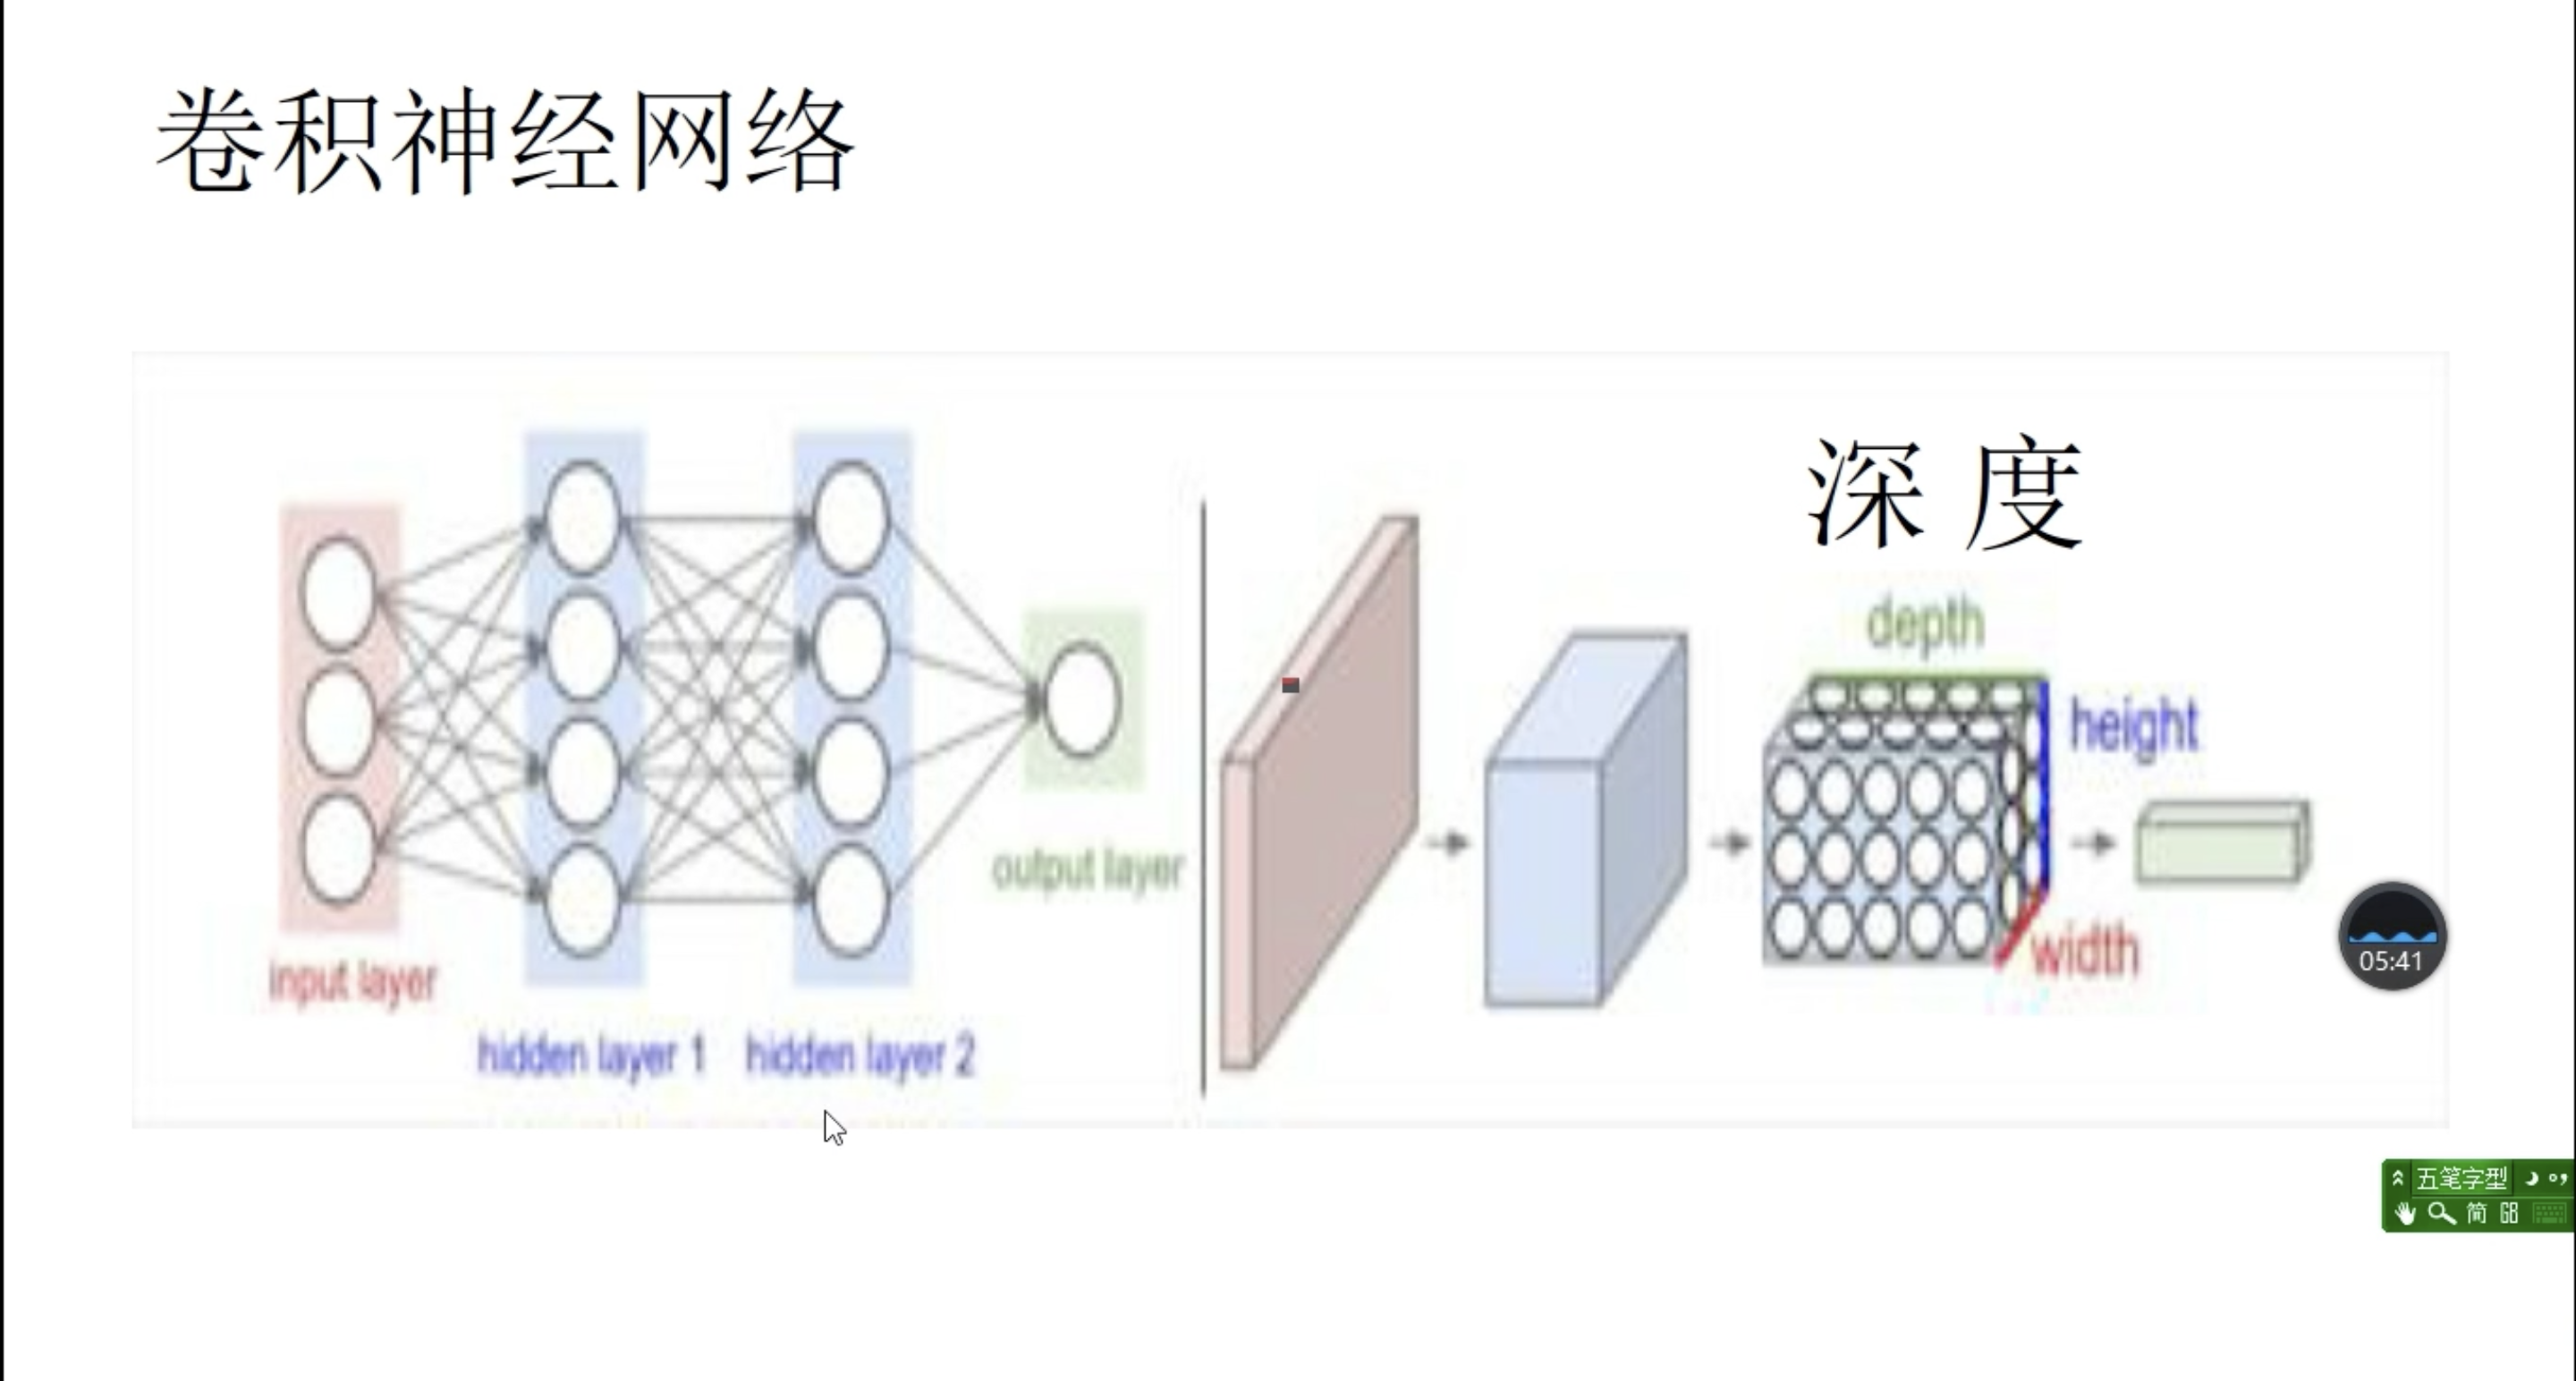 卷积神经网络
深 度
depth
height
width
input layer
hidden layer 1
hidden layer 2
output layer
05:41
五笔字型
简 GB